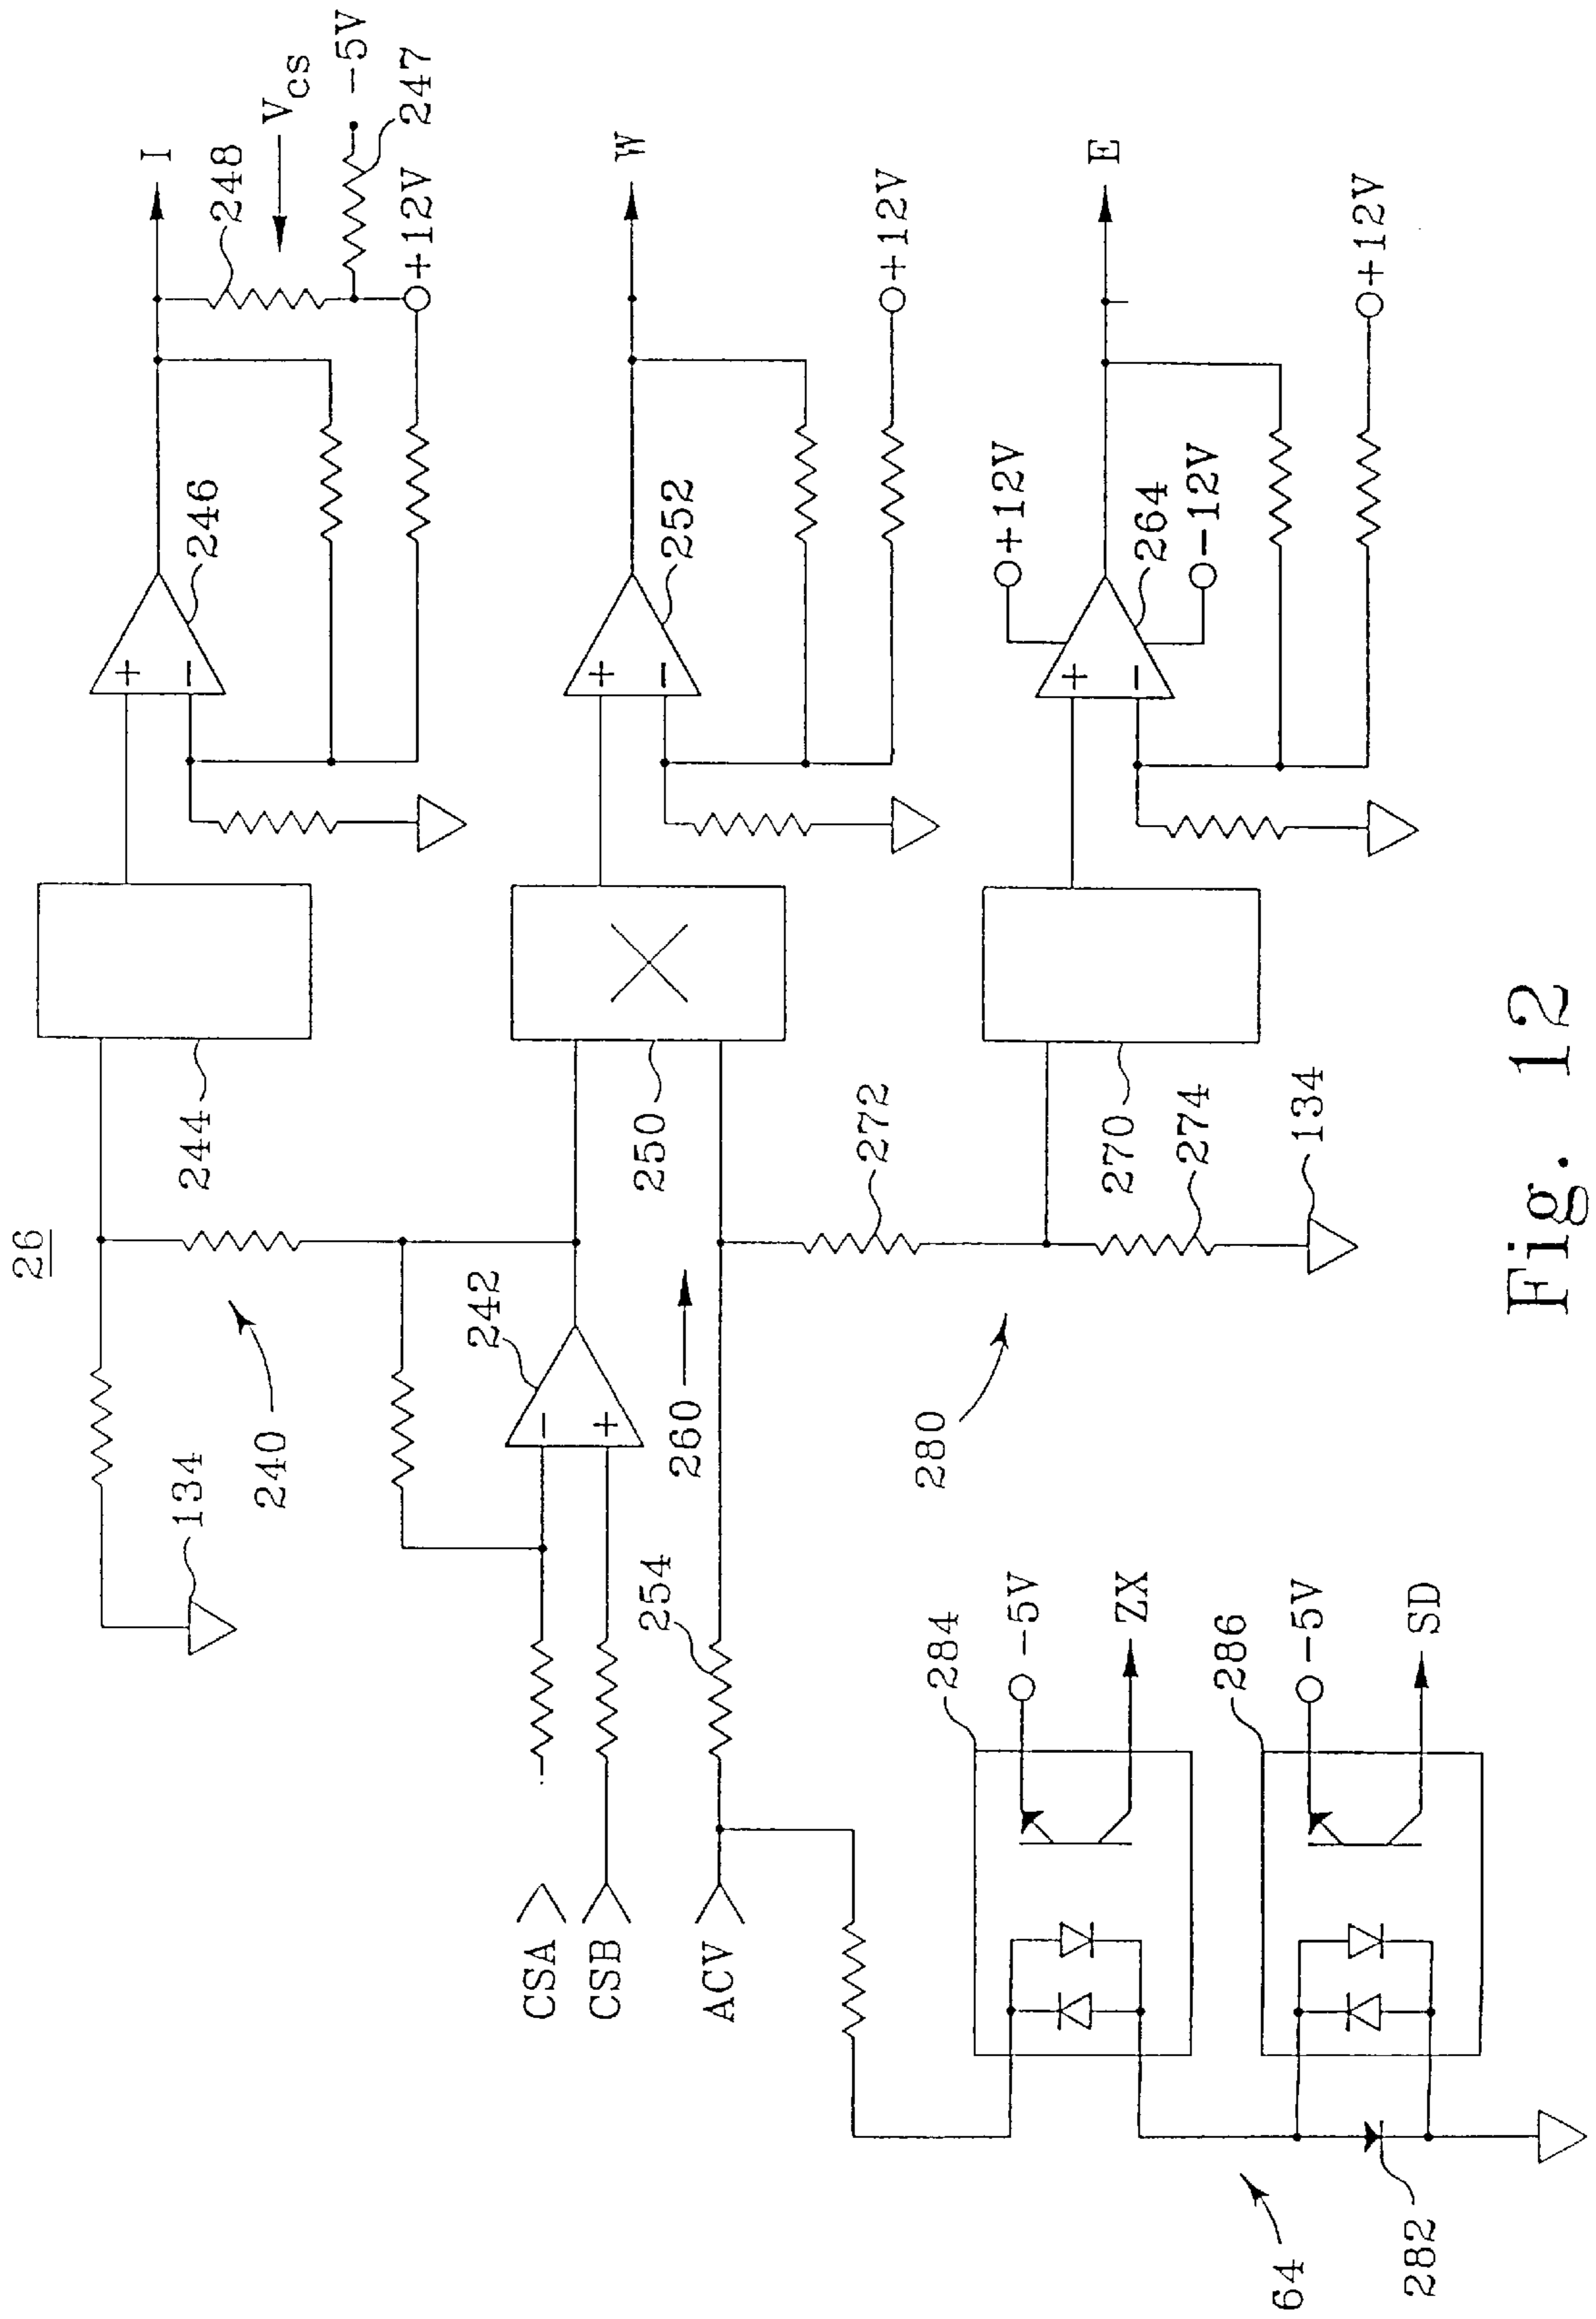 26
I
248
V_CS
-5V
247
+12V
246
244
240
134
242
W
+12V
252
250
260
CSA
CSB
ACV
254
E
+12V
264
-12V
+12V
270
272
274
134
280
284
-5V
ZX
286
-5V
SD
64
282
Fig. 12